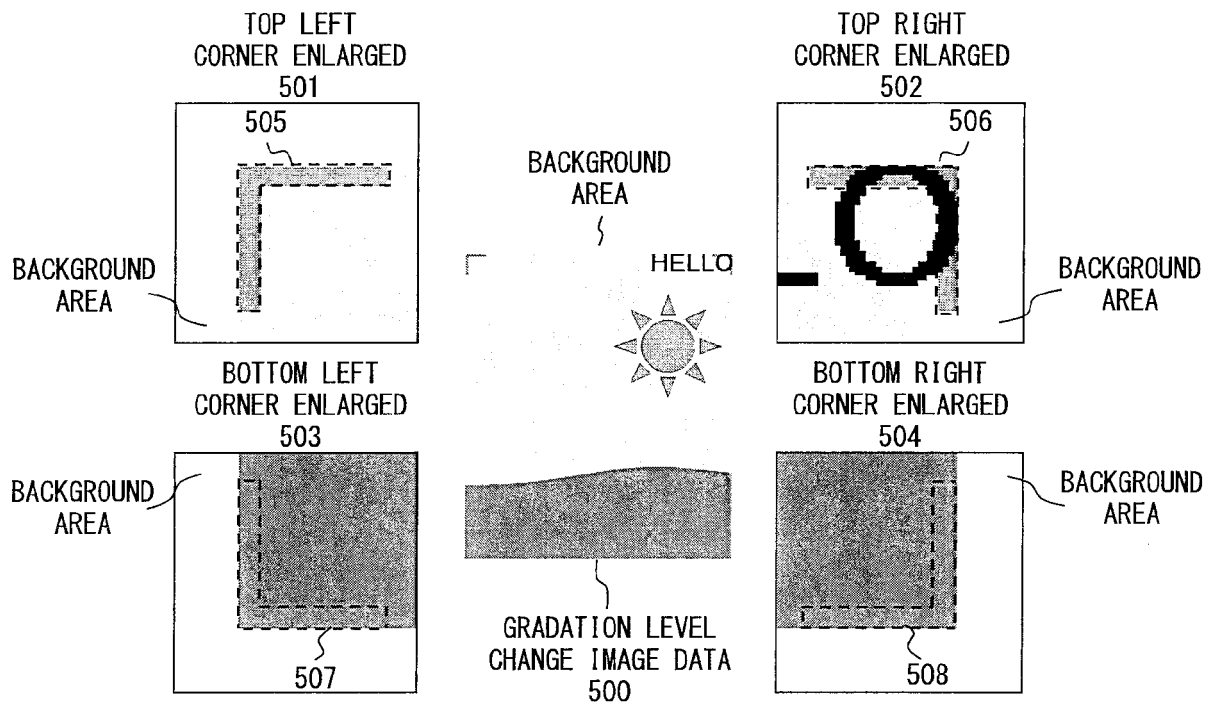 TOP LEFT
CORNER ENLARGED
501
505
BACKGROUND
AREA
TOP RIGHT
CORNER ENLARGED
502
506
BACKGROUND
AREA
BACKGROUND
AREA
HELLO
BOTTOM LEFT
CORNER ENLARGED
503
BACKGROUND
AREA
507
BOTTOM RIGHT
CORNER ENLARGED
504
BACKGROUND
AREA
508
GRADATION LEVEL
CHANGE IMAGE DATA
500